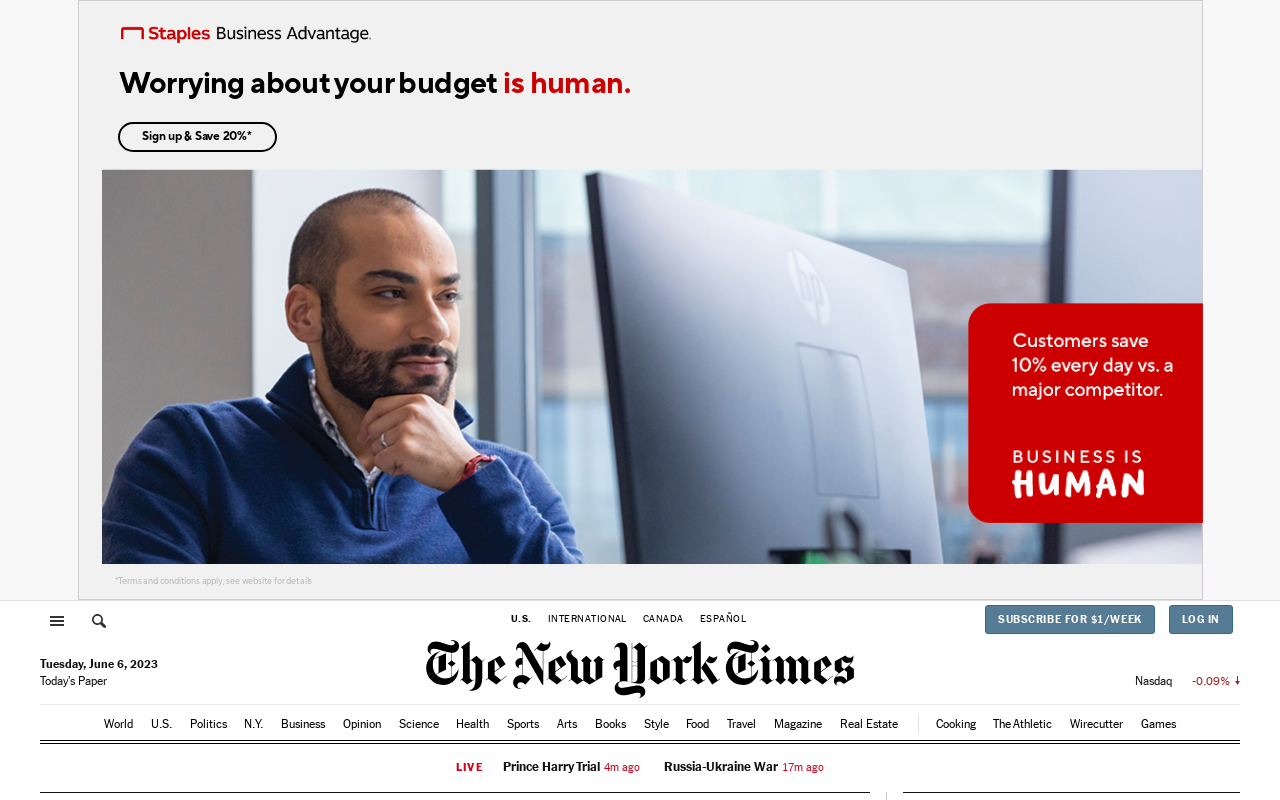 Staples Business Advantage.
Worrying about your budget is human.
Sign up & Save 20%*
hp
Customers save
10% every day vs. a
major competitor.
BUSINESS IS
HUMAN
*Terms and conditions apply, see website for details
U.S. INTERNATIONAL CANADA ESPAÑOL
SUBSCRIBE FOR $1/WEEK LOG IN
The New York Times
Tuesday, June 6, 2023
Today's Paper
Nasdaq -0.09%
World U.S. Politics N.Y. Business Opinion Science Health Sports Arts Books Style Food Travel Magazine Real Estate Cooking The Athletic Wirecutter Games
LIVE Prince Harry Trial 4m ago Russia-Ukraine War 17m ago